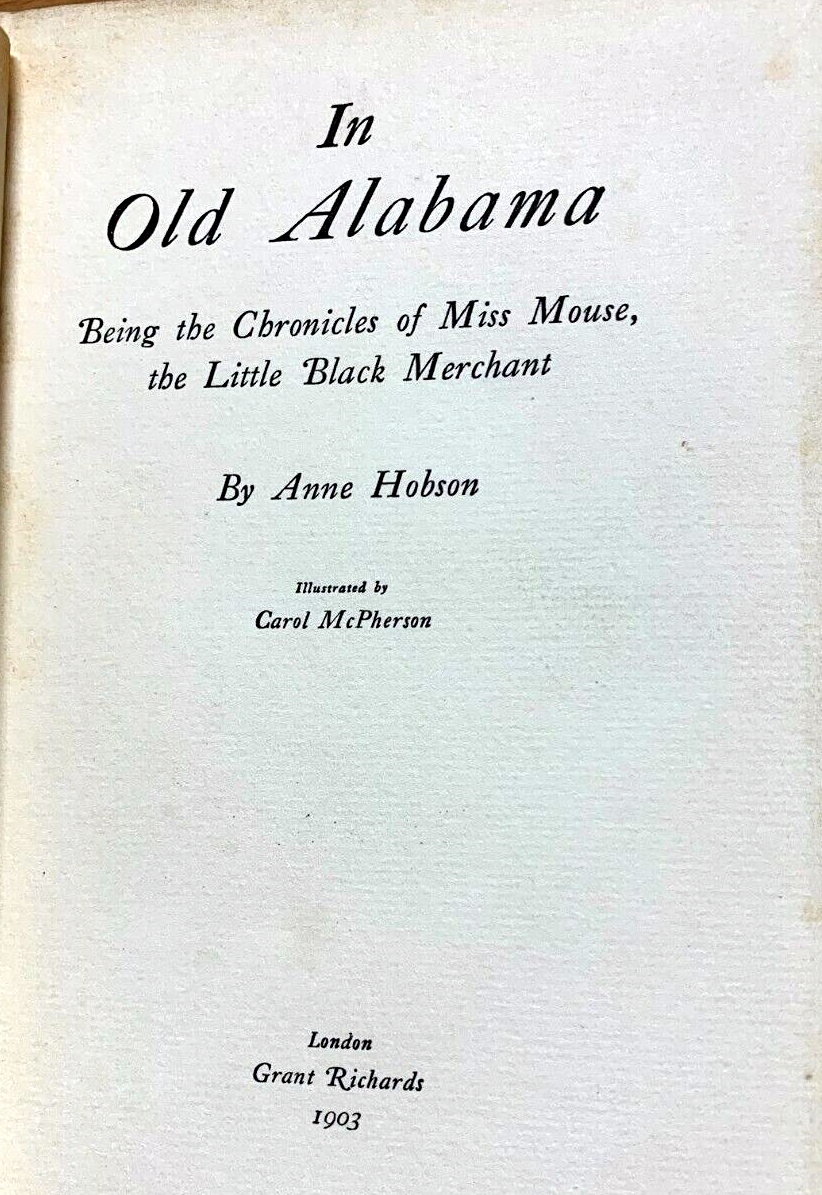 In
Old Alabama
Being the Chronicles of Miss Mouse,
the Little Black Merchant
By Anne Hobson
Illustrated by
Carol McPherson
London
Grant Richards
1903